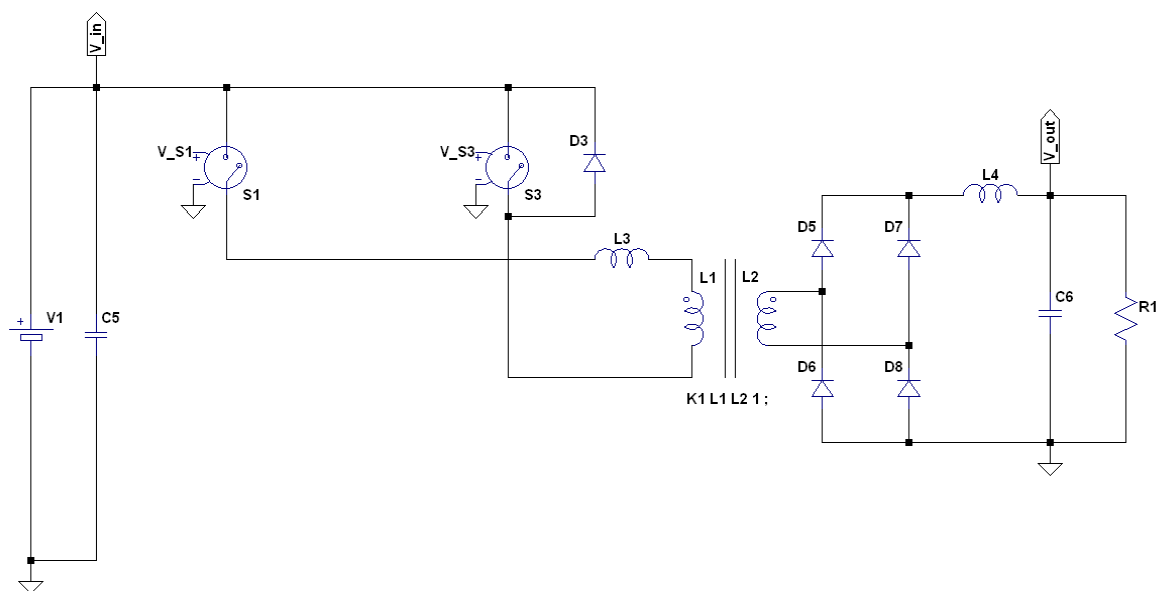 V_in
V_out
D3
V_S1
+
−
S1
V_S3
+
−
S3
L4
D5
D7
L3
L1
L2
C6
R1
+
V1
C5
D6
D8
K1 L1 L2 1 ;